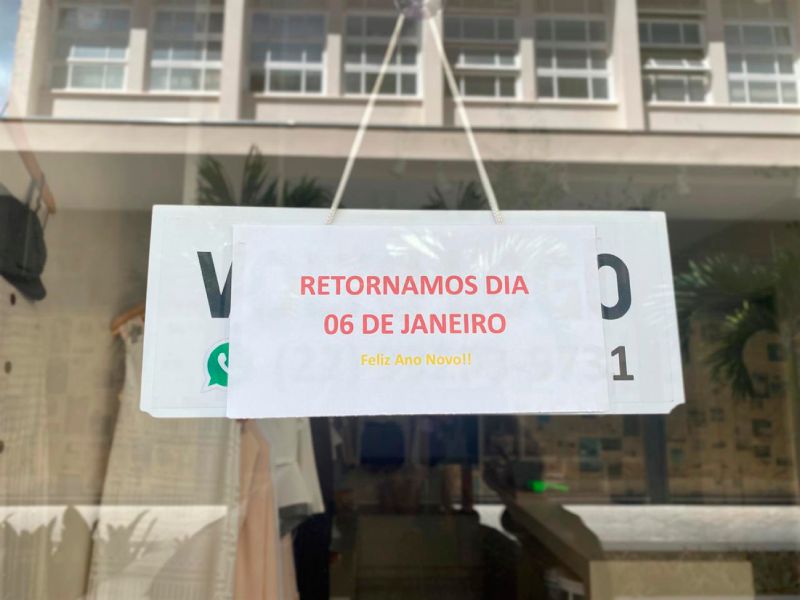 RETORNAMOS DIA
06 DE JANEIRO
Feliz Ano Novo!!